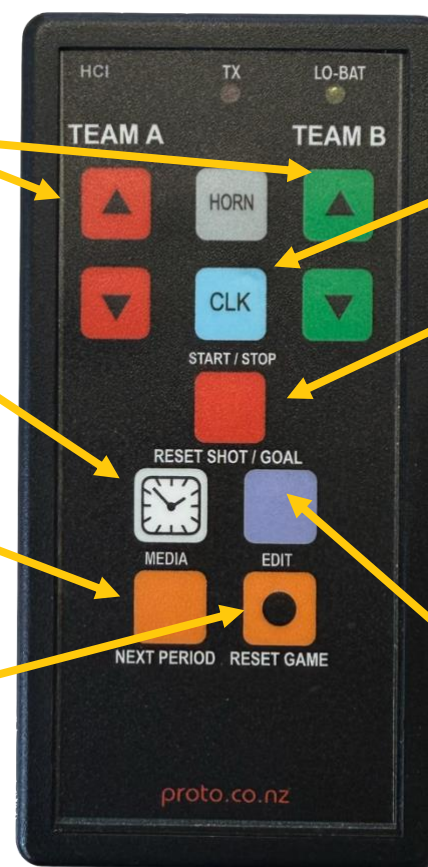 HCI TX LO-BAT
TEAM A TEAM B
HORN
CLK
START / STOP
RESET SHOT / GOAL
MEDIA EDIT
NEXT PERIOD RESET GAME
proto.co.nz